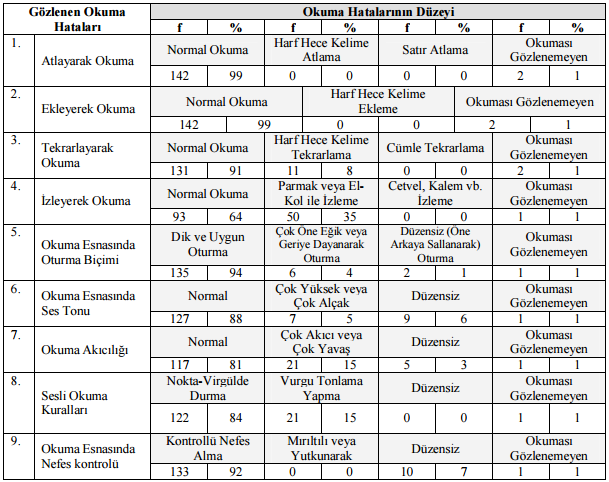 Gözlenen Okuma Hataları Okuma Hatalarının Düzeyi
f % f % f % f %
1. Atlayarak Okuma Normal Okuma Harf Hece Kelime Atlama Satır Atlama Okuması Gözlenemeyen
142 99 0 0 0 0 2 1
2. Ekleyerek Okuma Normal Okuma Harf Hece Kelime Ekleme Okuması Gözlenemeyen
142 99 0 0 2 1
3. Tekrarlayarak Okuma Normal Okuma Harf Hece Kelime Tekrarlama Cümle Tekrarlama Okuması Gözlenemeyen
131 91 11 8 0 0 2 1
4. İzleyerek Okuma Normal Okuma Parmak veya El-Kol ile İzleme Cetvel, Kalem vb. İzleme Okuması Gözlenemeyen
93 64 50 35 0 0 1 1
5. Okuma Esnasında Oturma Biçimi Dik ve Uygun Oturma Çok Öne Eğik veya Geriye Dayanarak Oturma Düzensiz (Öne Arkaya Sallanarak) Oturma Okuması Gözlenemeyen
135 94 6 4 2 1 1 1
6. Okuma Esnasında Ses Tonu Normal Çok Yüksek veya Çok Alçak Düzensiz Okuması Gözlenemeyen
127 88 7 5 9 6 1 1
7. Okuma Akıcılığı Normal Çok Akıcı veya Çok Yavaş Düzensiz Okuması Gözlenemeyen
117 81 21 15 5 3 1 1
8. Sesli Okuma Kuralları Nokta-Virgülde Durma Vurgu Tonlama Yapma Düzensiz Okuması Gözlenemeyen
122 84 21 15 0 0 1 1
9. Okuma Esnasında Nefes kontrolü Kontrollü Nefes Alma Mırıltılı veya Yutkunarak Düzensiz Okuması Gözlenemeyen
133 92 0 0 10 7 1 1